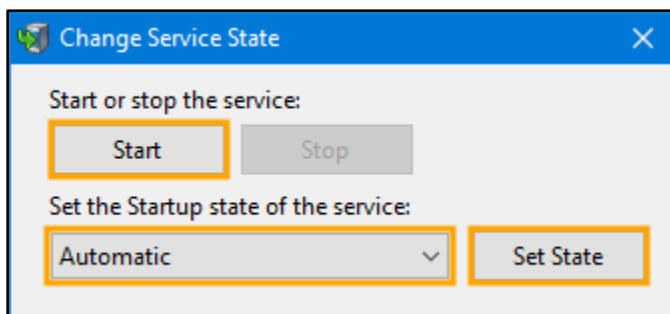 Change Service State
Start or stop the service:
Start Stop
Set the Startup state of the service:
Automatic Set State